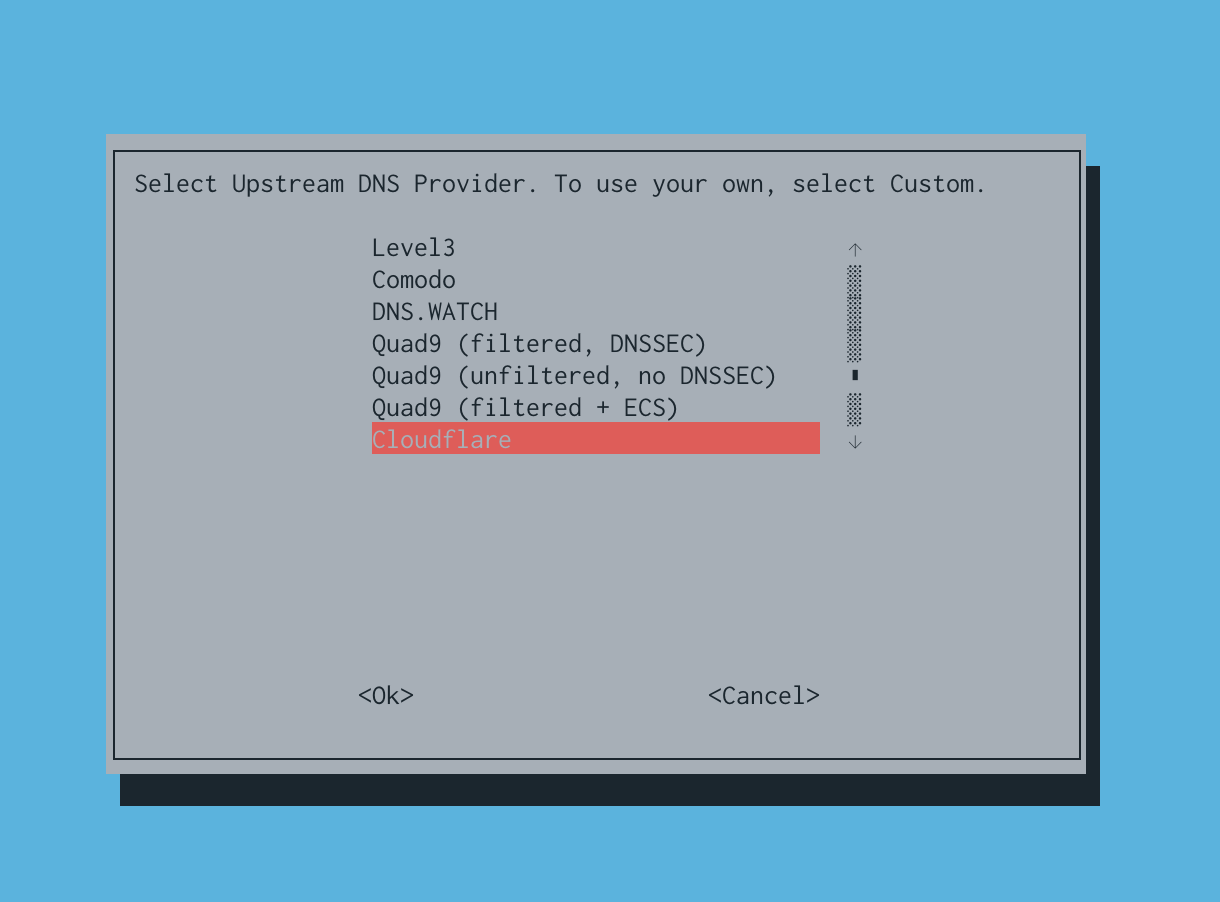 Select Upstream DNS Provider. To use your own, select Custom.
Level3
Comodo
DNS.WATCH
Quad9 (filtered, DNSSEC)
Quad9 (unfiltered, no DNSSEC)
Quad9 (filtered + ECS)
Cloudflare
<Ok> <Cancel>